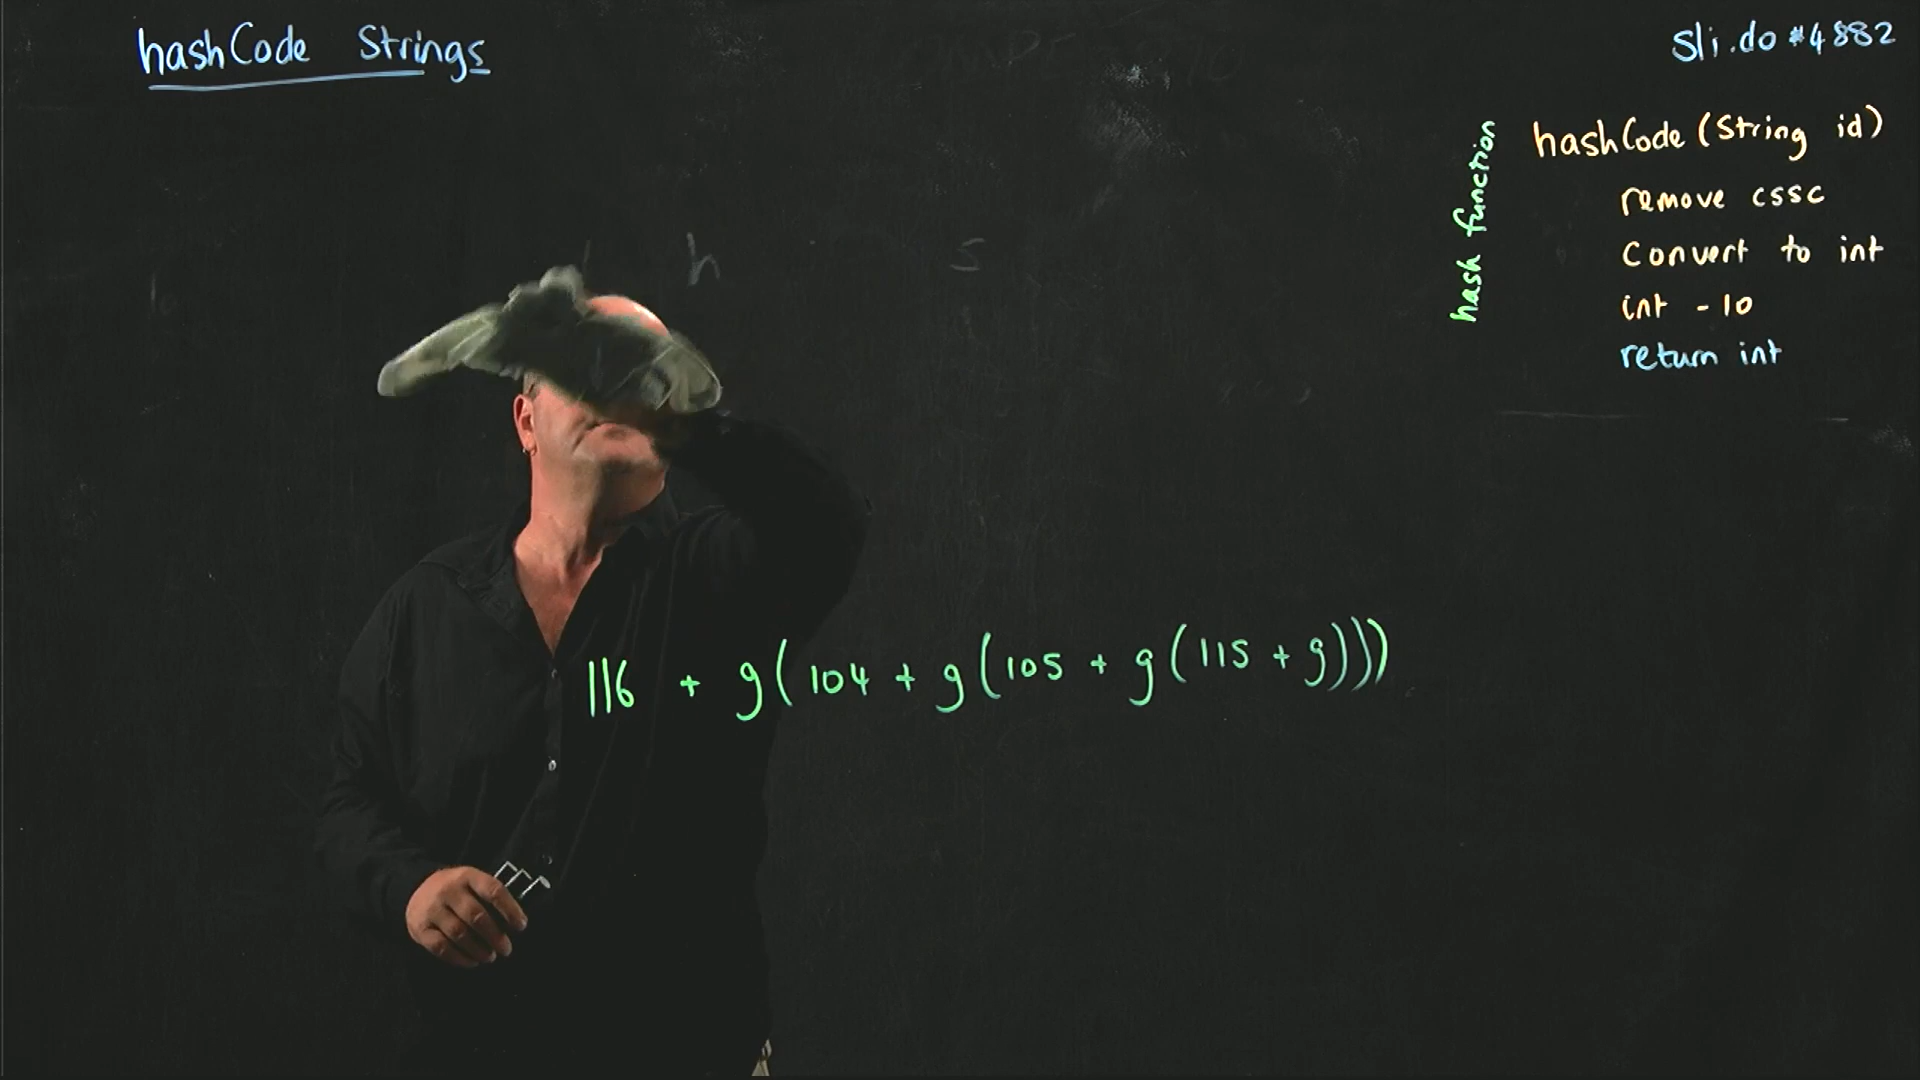 hashCode Strings
sli.do #4882
hash function
hashCode (String id)
remove cssc
Convert to int
int - 10
return int
h s
116 + g( 104 + g( 105 + g( 115 + g))))